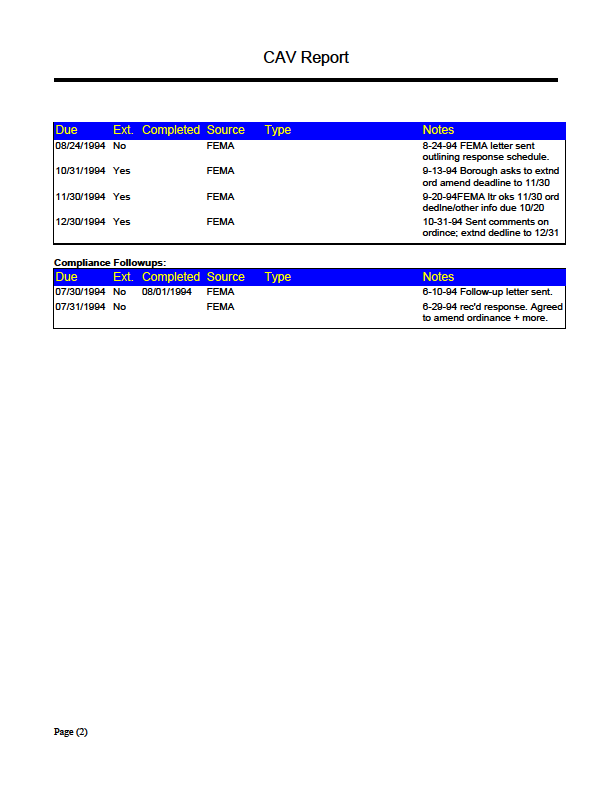 CAV Report
Due Ext. Completed Source Type Notes
08/24/1994 No FEMA 8-24-94 FEMA letter sent
outlining response schedule.
10/31/1994 Yes FEMA 9-13-94 Borough asks to extnd
ord amend deadline to 11/30
11/30/1994 Yes FEMA 9-20-94FEMA ltr oks 11/30 ord
dedlne/other info due 10/20
12/30/1994 Yes FEMA 10-31-94 Sent comments on
ordince; extnd dedline to 12/31
Compliance Followups:
Due Ext. Completed Source Type Notes
07/30/1994 No 08/01/1994 FEMA 6-10-94 Follow-up letter sent.
07/31/1994 No FEMA 6-29-94 rec'd response. Agreed
to amend ordinance + more.
Page (2)